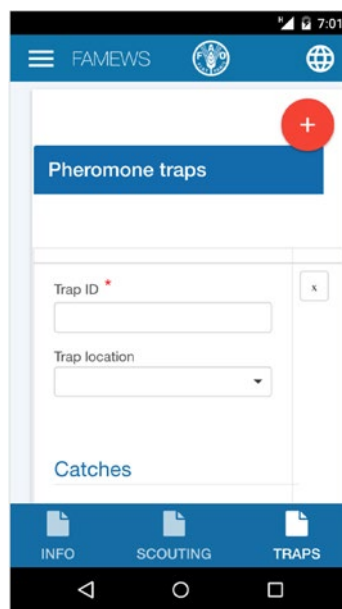 7:01
FAMEWS
+
Pheromone traps
Trap ID *
x
Trap location
Catches
INFO SCOUTING TRAPS